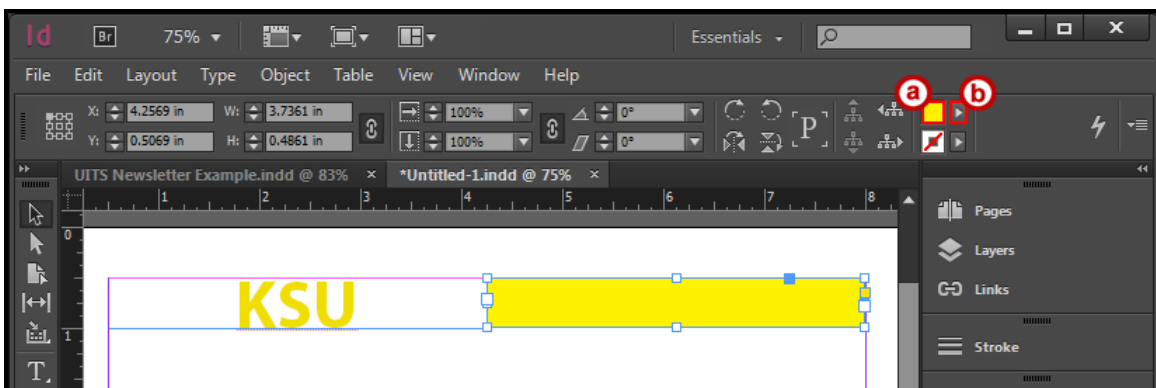 Id Br 75% Essentials
File Edit Layout Type Object Table View Window Help
a b
X: 4.2569 in W: 3.7361 in 100% 0°
P
Y: 0.5069 in H: 0.4861 in 100% 0°
UITS Newsletter Example.indd @ 83% × *Untitled-1.indd @ 75% ×
1 2 3 4 5 6 7 8
Pages
0
Layers
KSU
Links
1
Stroke
T